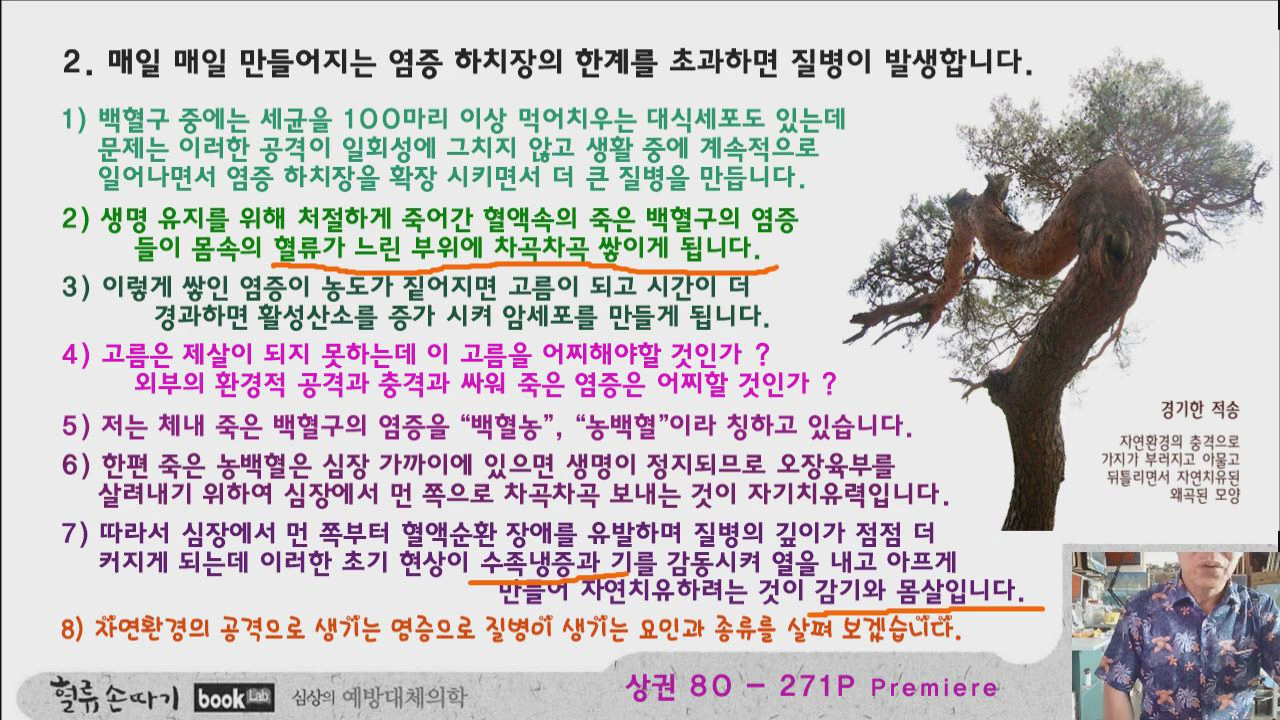 2. 매일 매일 만들어지는 염증 하치장의 한계를 초과하면 질병이 발생합니다.
1) 백혈구 중에는 세균을 100마리 이상 먹어치우는 대식세포도 있는데
문제는 이러한 공격이 일회성에 그치지 않고 생활 중에 계속적으로
일어나면서 염증 하치장을 확장 시키면서 더 큰 질병을 만듭니다.
2) 생명 유지를 위해 처절하게 죽어간 혈액속의 죽은 백혈구의 염증
들이 몸속의 혈류가 느린 부위에 차곡차곡 쌓이게 됩니다.
3) 이렇게 쌓인 염증이 농도가 짙어지면 고름이 되고 시간이 더
경과하면 활성산소를 증가 시켜 암세포를 만들게 됩니다.
4) 고름은 제살이 되지 못하는데 이 고름을 어찌해야할 것인가 ?
외부의 환경적 공격과 충격과 싸워 죽은 염증은 어찌할 것인가 ?
5) 저는 체내 죽은 백혈구의 염증을 “백혈농”, “농백혈”이라 칭하고 있습니다.
6) 한편 죽은 농백혈은 심장 가까이에 있으면 생명이 정지되므로 오장육부를
살려내기 위하여 심장에서 먼 쪽으로 차곡차곡 보내는 것이 자기치유력입니다.
7) 따라서 심장에서 먼 쪽부터 혈액순환 장애를 유발하며 질병의 깊이가 점점 더
커지게 되는데 이러한 초기 현상이 수족냉증과 기를 감동시켜 열을 내고 아프게
만들어 자연치유하려는 것이 감기와 몸살입니다.
8) 자연환경의 공격으로 생기는 염증으로 질병이 생기는 요인과 종류를 살펴 보겠습니다.
경기한 적송
자연환경의 충격으로
가지가 부러지고 아물고
뒤틀리면서 자연치유된
왜곡된 모양
혈류 손따기 book Lab 심상의 예방대체의학
상권 80 - 271P Premiere